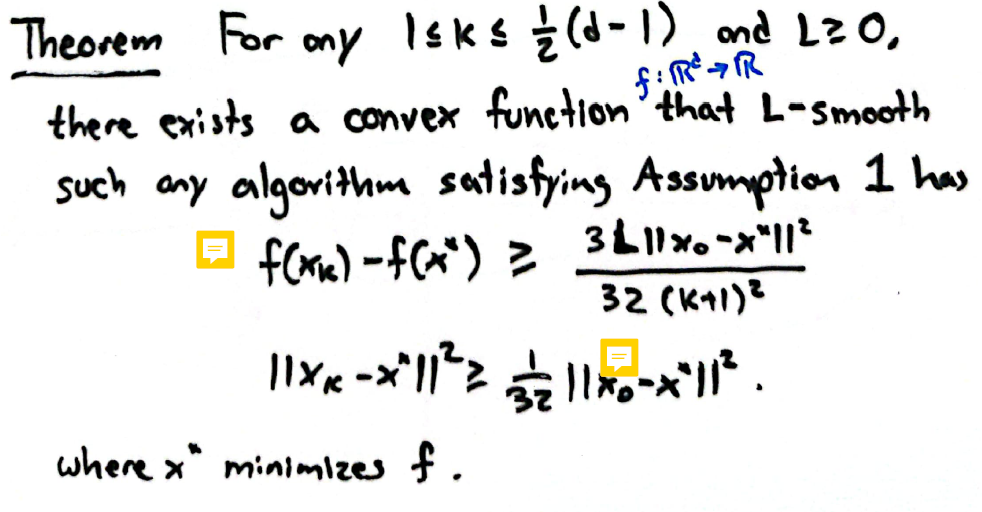 Theorem For any 1 ≤ k ≤ 1/2 (d-1) and L ≥ 0,
f: ℝᵈ → ℝ
there exists a convex function that L-smooth
such any algorithm satisfying Assumption 1 has
f(xₖ) - f(x*) ≥ 3L||x₀-x*||² / 32(k+1)²
||xₖ-x*||² ≥ 1/32 ||x₀-x*||².
where x* minimizes f.